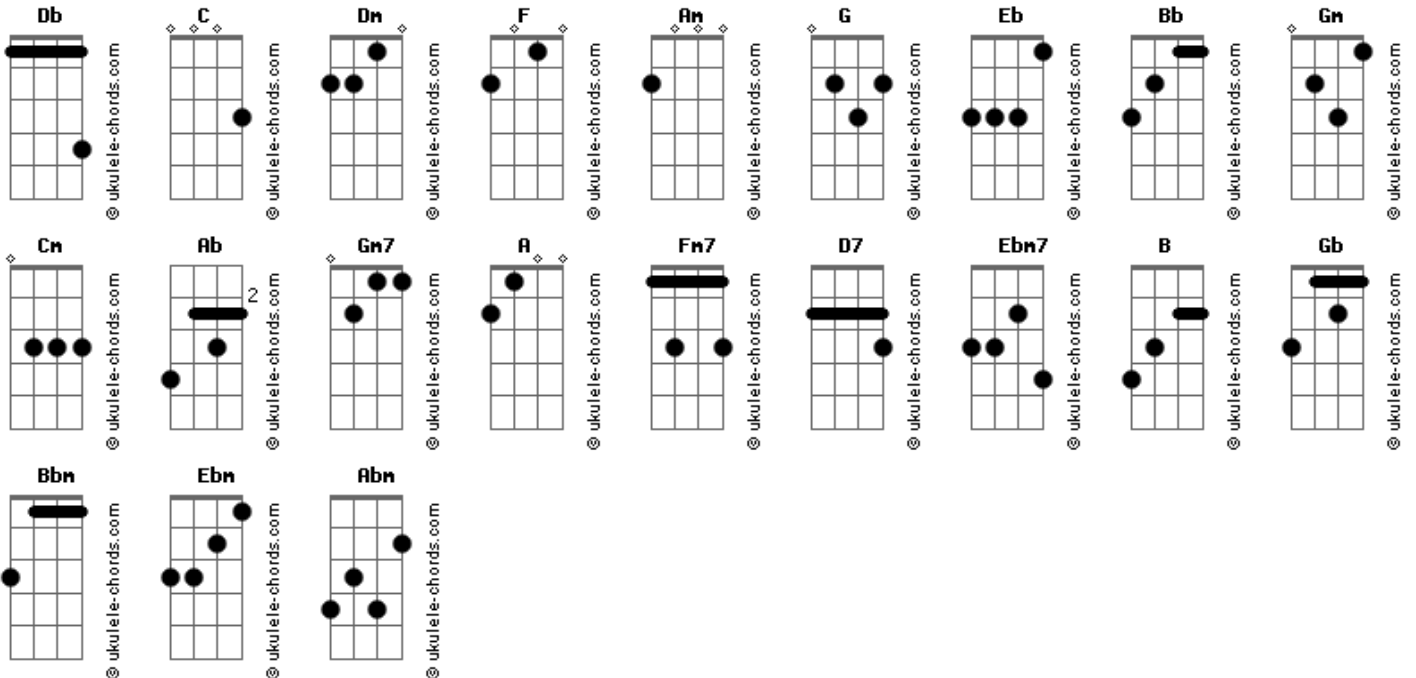 Db C Dm F Am G Eb Bb Gm
© ukulele-chords.com © ukulele-chords.com © ukulele-chords.com © ukulele-chords.com © ukulele-chords.com © ukulele-chords.com © ukulele-chords.com © ukulele-chords.com © ukulele-chords.com
Cm Ab Gm7 A Fm7 D7 Ebm7 B Gb
2
© ukulele-chords.com © ukulele-chords.com © ukulele-chords.com © ukulele-chords.com © ukulele-chords.com © ukulele-chords.com © ukulele-chords.com © ukulele-chords.com © ukulele-chords.com
Bbm Ebm Abm
© ukulele-chords.com © ukulele-chords.com © ukulele-chords.com